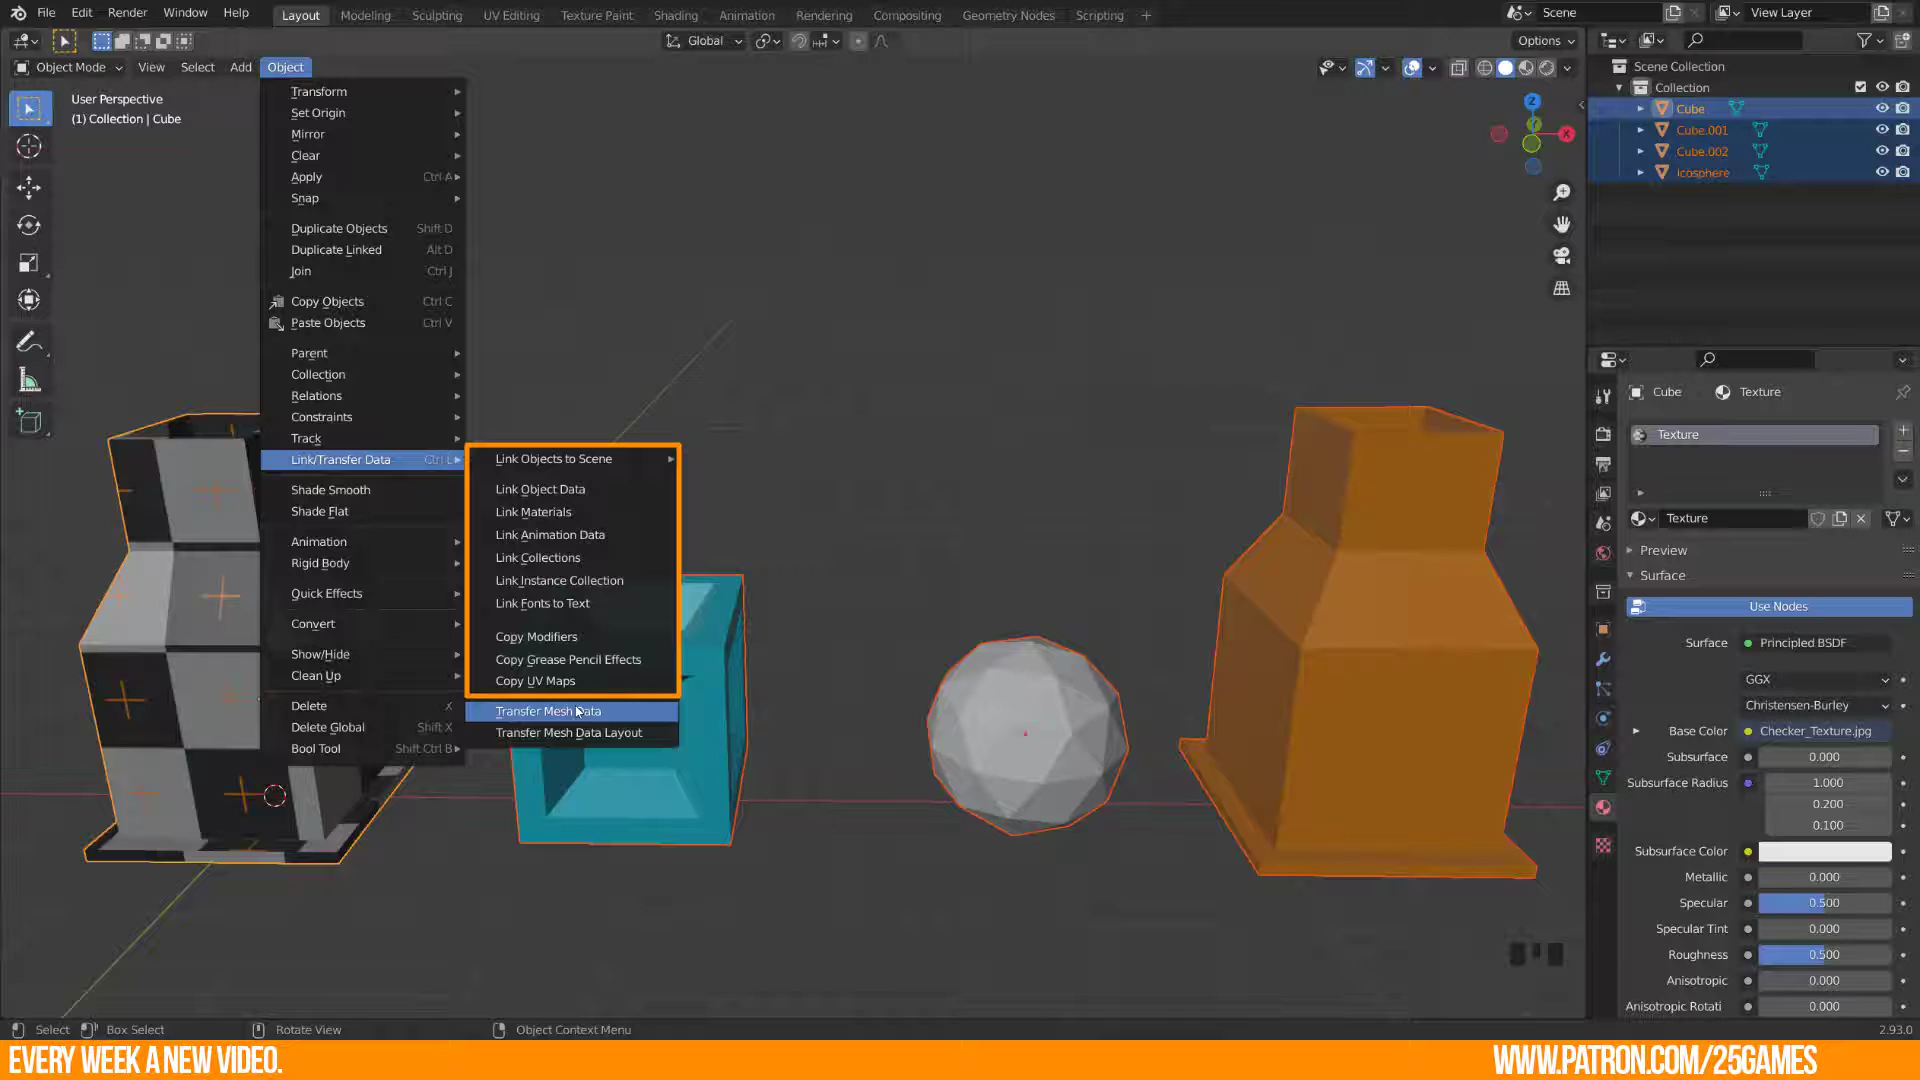 File Edit Render Window Help Layout Modeling Sculpting UV Editing Texture Paint Shading Animation Rendering Compositing Geometry Nodes Scripting + Scene View Layer
Global Options
Object Mode View Select Add Object
User Perspective
(1) Collection | Cube
Transform
Set Origin
Mirror
Clear
Apply Ctrl A
Snap
Duplicate Objects Shift D
Duplicate Linked Alt D
Join Ctrl J
Copy Objects Ctrl C
Paste Objects Ctrl V
Parent
Collection
Relations
Constraints
Track
Link/Transfer Data Ctrl L
Shade Smooth
Shade Flat
Animation
Rigid Body
Quick Effects
Convert
Show/Hide
Clean Up
Delete X
Delete Global Shift X
Bool Tool Shift Ctrl B
Link Objects to Scene
Link Object Data
Link Materials
Link Animation Data
Link Collections
Link Instance Collection
Link Fonts to Text
Copy Modifiers
Copy Grease Pencil Effects
Copy UV Maps
Transfer Mesh Data
Transfer Mesh Data Layout
Z
Y
X
Scene Collection
Collection
Cube
Cube.001
Cube.002
Icosphere
Cube Texture
Texture
Texture
Preview
Surface
Use Nodes
Surface Principled BSDF
GGX
Christensen-Burley
Base Color Checker_Texture.jpg
Subsurface 0.000
Subsurface Radius 1.000
0.200
0.100
Subsurface Color
Metallic 0.000
Specular 0.500
Specular Tint 0.000
Roughness 0.500
Anisotropic 0.000
Anisotropic Rotati 0.000
Select Box Select Rotate View Object Context Menu 2.93.0
EVERY WEEK A NEW VIDEO. WWW.PATRON.COM/25GAMES